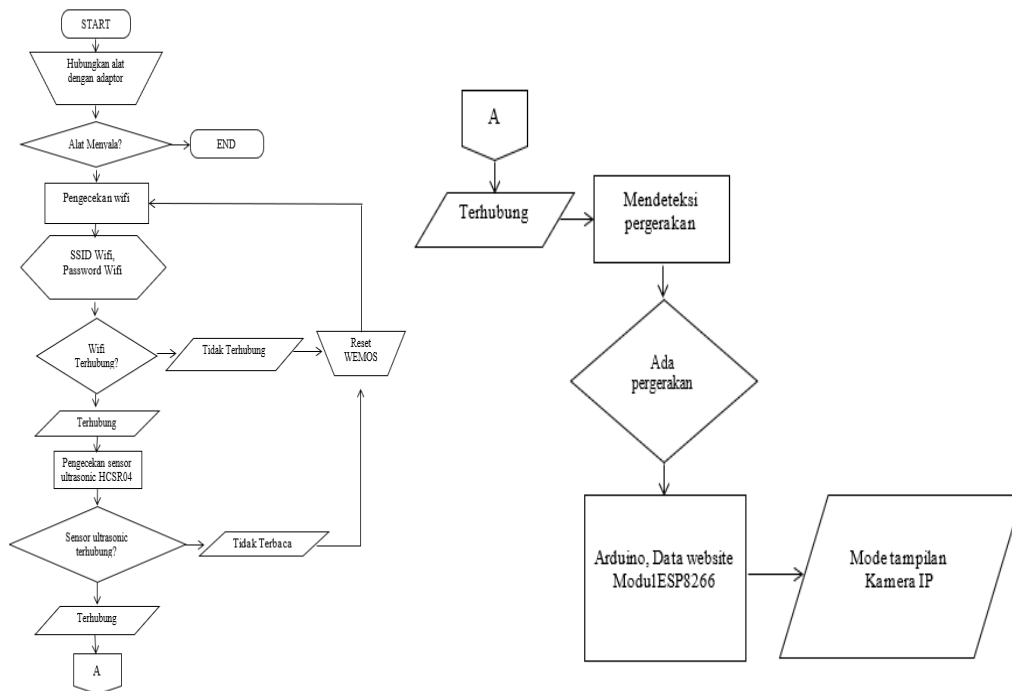 START
Hubungkan alat
dengan adaptor
Alat Menyala?
END
Pengecekan wifi
SSID Wifi,
Password Wifi
Wifi
Terhubung?
Tidak Terhubung
Reset
WEMOS
Terhubung
Pengecekan sensor
ultrasonic HCSR04
Sensor ultrasonic
terhubung?
Tidak Terbaca
Terhubung
A
A
Terhubung
Mendeteksi
pergerakan
Ada
pergerakan
Arduino, Data website
Modu1ESP8266
Mode tampilan
Kamera IP